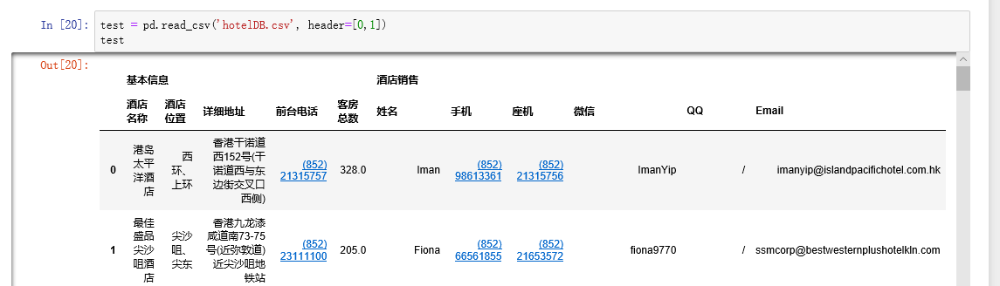 In [20]: test = pd.read_csv('hotelDB.csv', header=[0,1])
test
Out[20]:
基本信息 酒店销售
酒店名称 酒店位置 详细地址 前台电话 客房总数 姓名 手机 座机 微信 QQ Email
0 港岛太平洋酒店 西环、上环 香港干诺道西152号(干诺道西与东边街交叉口西侧) (852)21315757 328.0 Iman (852)98613361 (852)21315756 ImanYip / imanyip@islandpacifichotel.com.hk
1 最佳盛品尖沙咀酒店 尖沙咀、尖东 香港九龙漆咸道南73-75号(近弥敦道)近尖沙咀地铁站 (852)23111100 205.0 Fiona (852)66561855 (852)21653572 fiona9770 / ssmcorp@bestwesternplushotelkln.com